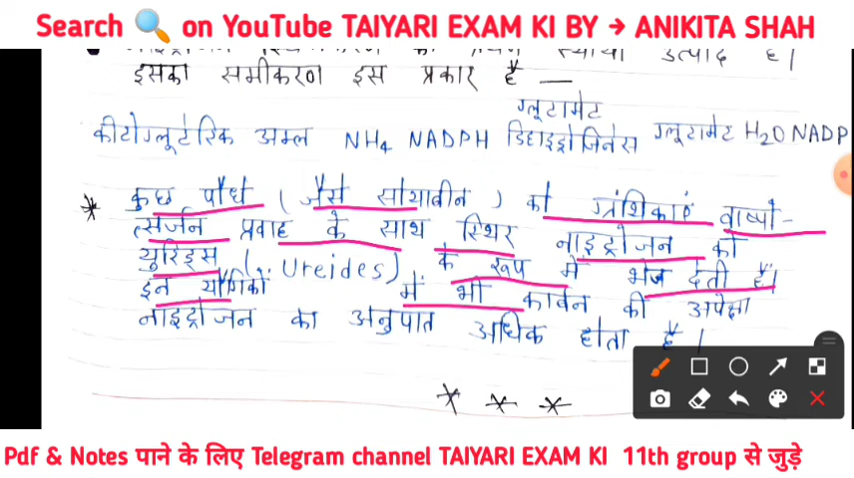 Search 🔍 on YouTube TAIYARI EXAM KI BY → ANIKITA SHAH
उत्पाद है।
इसका समीकरण इस प्रकार है —
ग्लूटामेट
कीटोग्लूटेरिक अम्ल NH4 NADPH डिहाइड्रोजिनेस ग्लूटामेट H2O NADP
* कुछ पौधे (जैसे सोयाबीन) की ग्रंथिकाएं वाष्पो-
त्सर्जन प्रवाह के साथ स्थिर नाइट्रोजन को
युरिड्स (Ureides) के रूप में भेज देती है।
इन यौगिकों में भी कार्बन की अपेक्षा
नाइट्रोजन का अनुपात अधिक होता है।
* * *
Pdf & Notes पाने के लिए Telegram channel TAIYARI EXAM KI 11th group से जुड़े